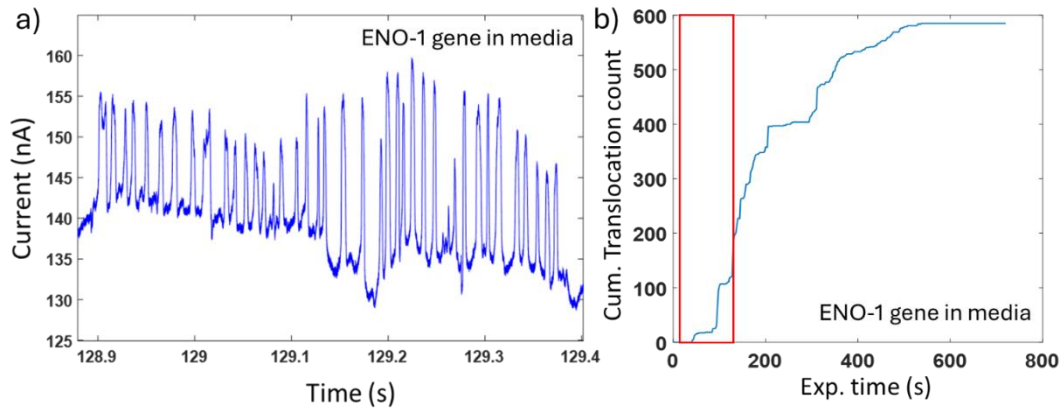 a)
ENO-1 gene in media
160
155
150
145
140
135
130
125
128.9 129 129.1 129.2 129.3 129.4
Current (nA)
Time (s)
b)
600
500
400
300
200
100
0
0 200 400 600 800
Cum. Translocation count
ENO-1 gene in media
Exp. time (s)